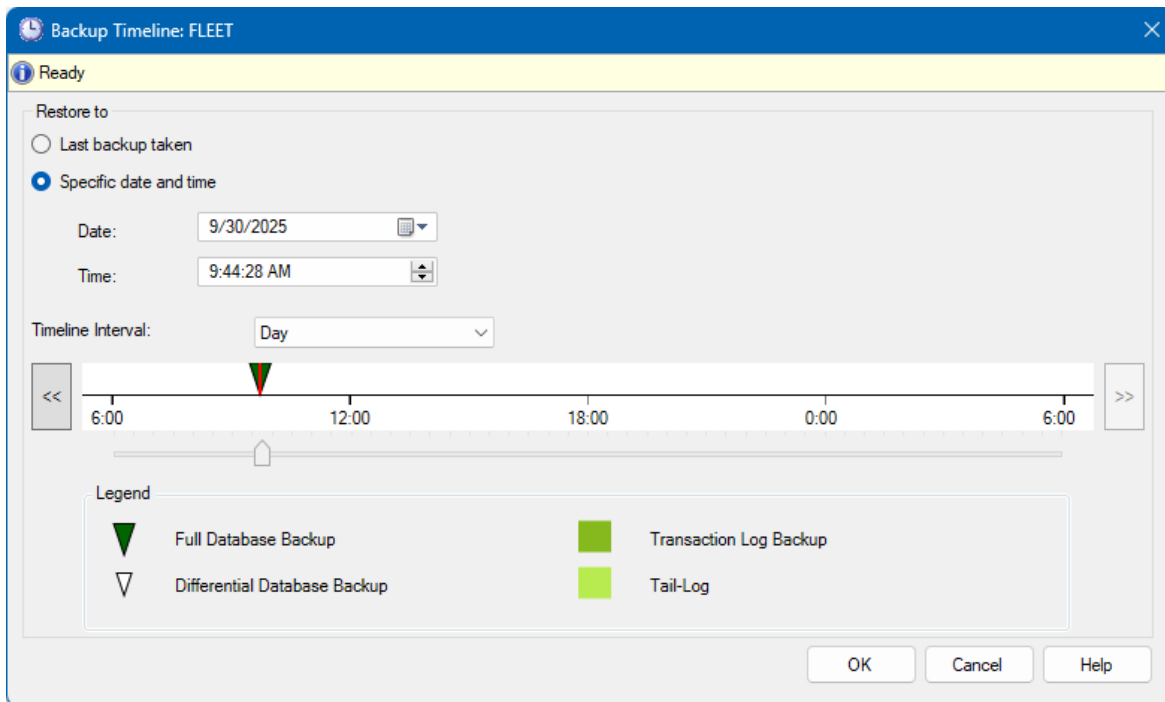 Backup Timeline: FLEET
Ready
Restore to
Last backup taken
Specific date and time
Date: 9/30/2025
Time: 9:44:28 AM
Timeline Interval: Day
<< >>
6:00 12:00 18:00 0:00 6:00
Legend
Full Database Backup Transaction Log Backup
Differential Database Backup Tail-Log
OK Cancel Help